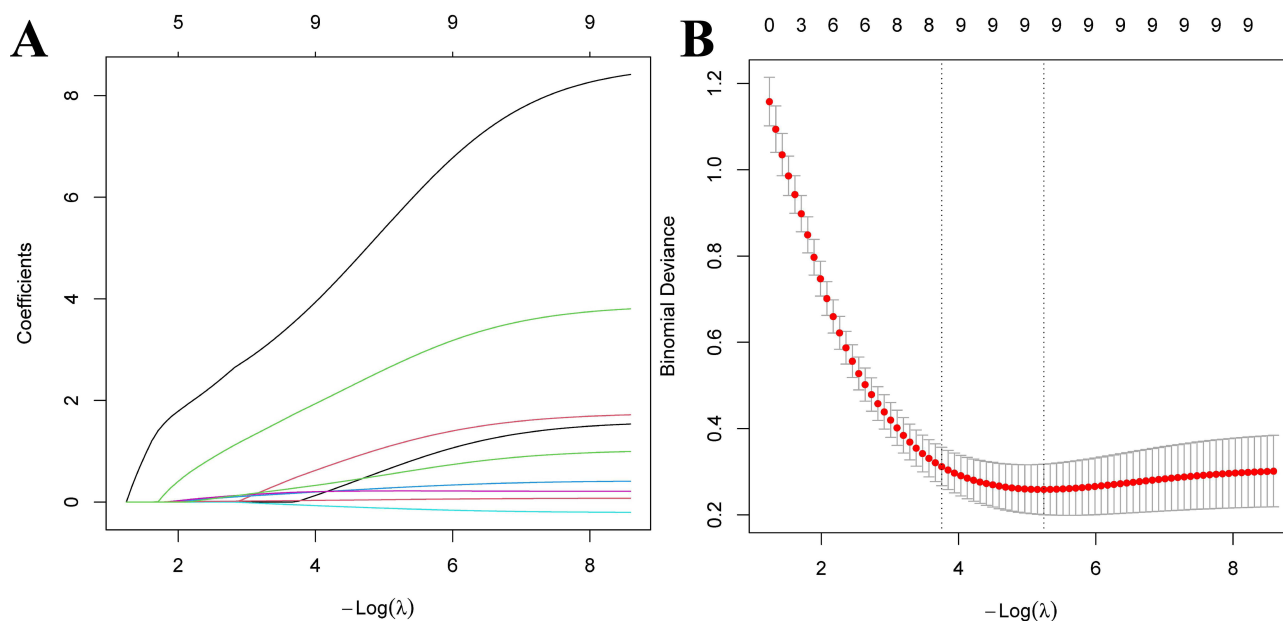 A
5 9 9 9
8
6
4
2
0
Coefficients
2 4 6 8
−Log(λ)
B
0 3 6 6 8 8 9 9 9 9 9 9 9 9 9
1.2
1.0
0.8
0.6
0.4
0.2
Binomial Deviance
2 4 6 8
−Log(λ)